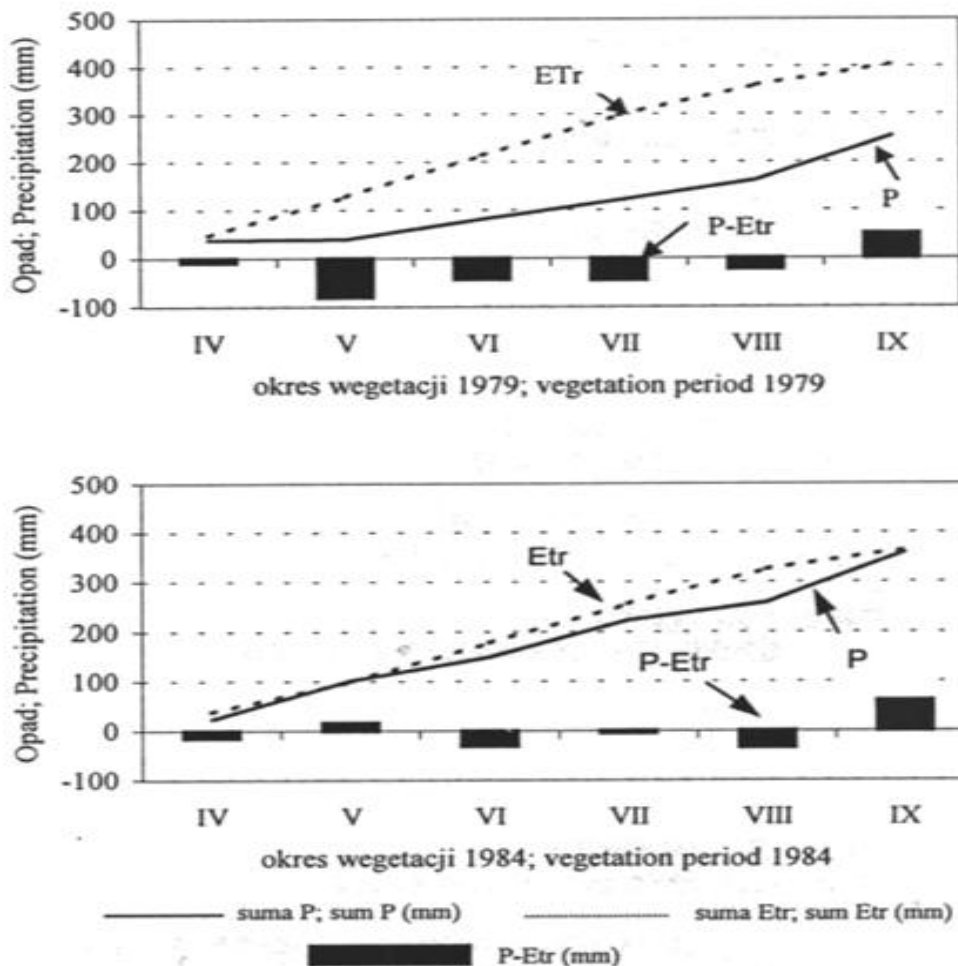 Opad; Precipitation (mm)
500
400
300
200
100
0
-100
ETr
P
P-Etr
IV V VI VII VIII IX
okres wegetacji 1979; vegetation period 1979
Opad; Precipitation (mm)
500
400
300
200
100
0
-100
Etr
P
P-Etr
IV V VI VII VIII IX
okres wegetacji 1984; vegetation period 1984
suma P; sum P (mm) suma Etr; sum Etr (mm)
P-Etr (mm)